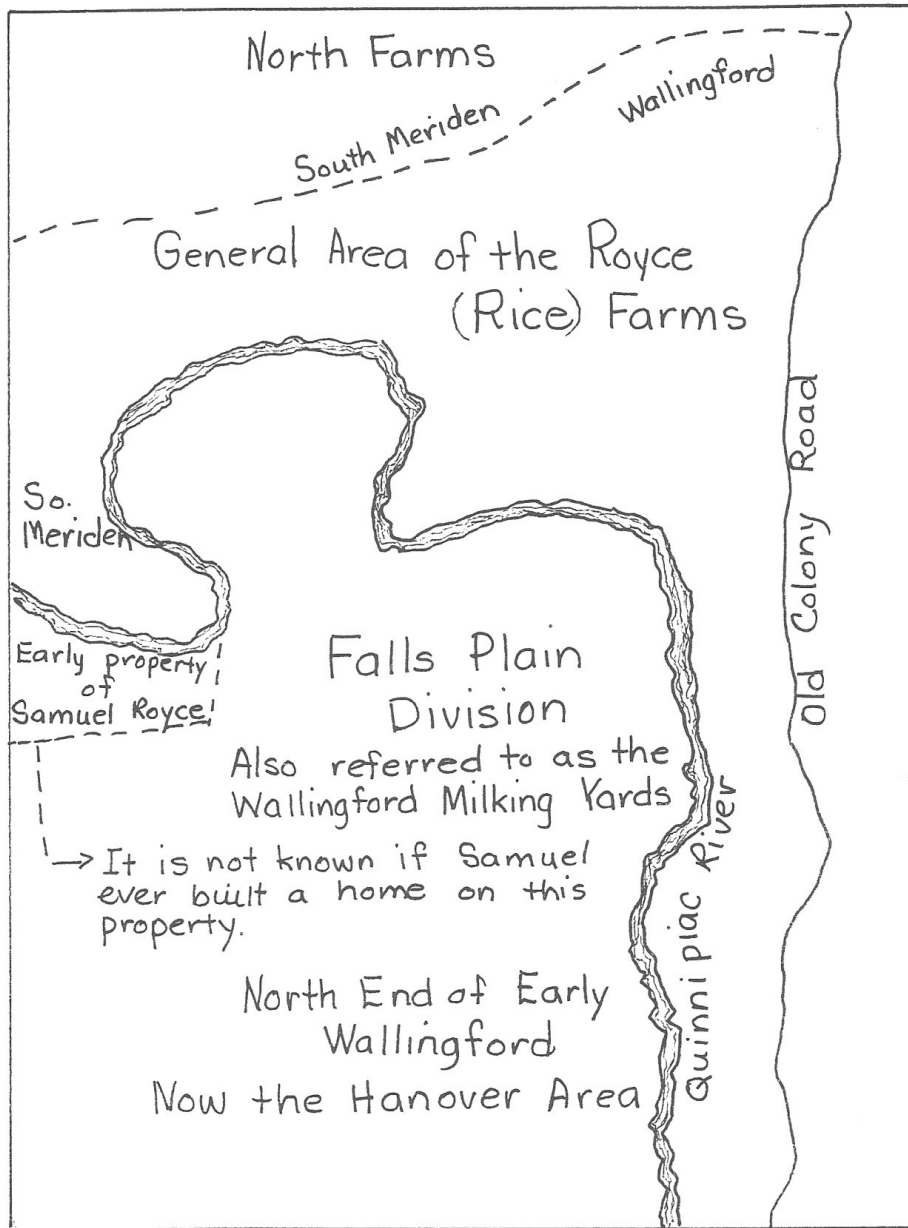 North Farms
South Meriden
Wallingford
General Area of the Royce
(Rice) Farms
So.
Meriden
Early property
of
Samuel Royce
Falls Plain
Division
Also referred to as the
Wallingford Milking Yards
It is not known if Samuel
ever built a home on this
property.
North End of Early
Wallingford
Now the Hanover Area
Quinnipiac River
Old Colony Road